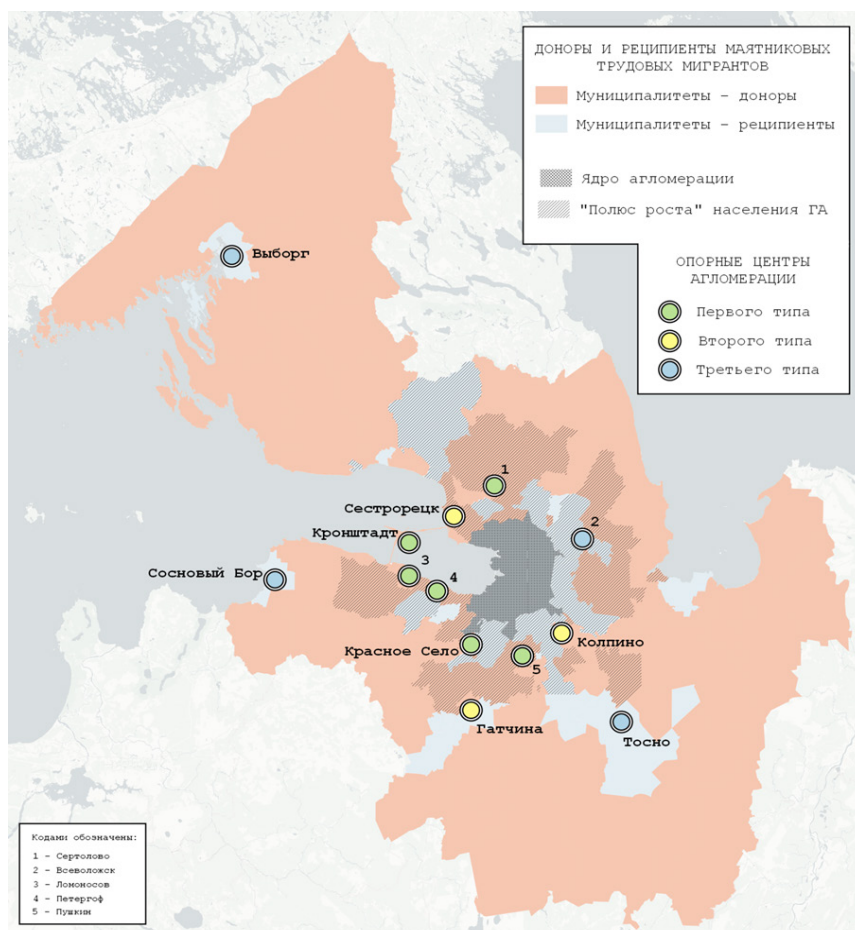 ДОНОРЫ И РЕЦИПИЕНТЫ МАЯТНИКОВЫХ
ТРУДОВЫХ МИГРАНТОВ
Муниципалитеты – доноры
Муниципалитеты – реципиенты
Ядро агломерации
"Полюс роста" населения ГА
ОПОРНЫЕ ЦЕНТРЫ
АГЛОМЕРАЦИИ
Первого типа
Второго типа
Третьего типа
Выборг
1
Сестрорецк
Кронштадт
2
Сосновый Бор
3
4
Красное Село
Колпино
5
Гатчина
Тосно
Кодами обозначены:
1 – Сертолово
2 – Всеволожск
3 – Ломоносов
4 – Петергоф
5 – Пушкин